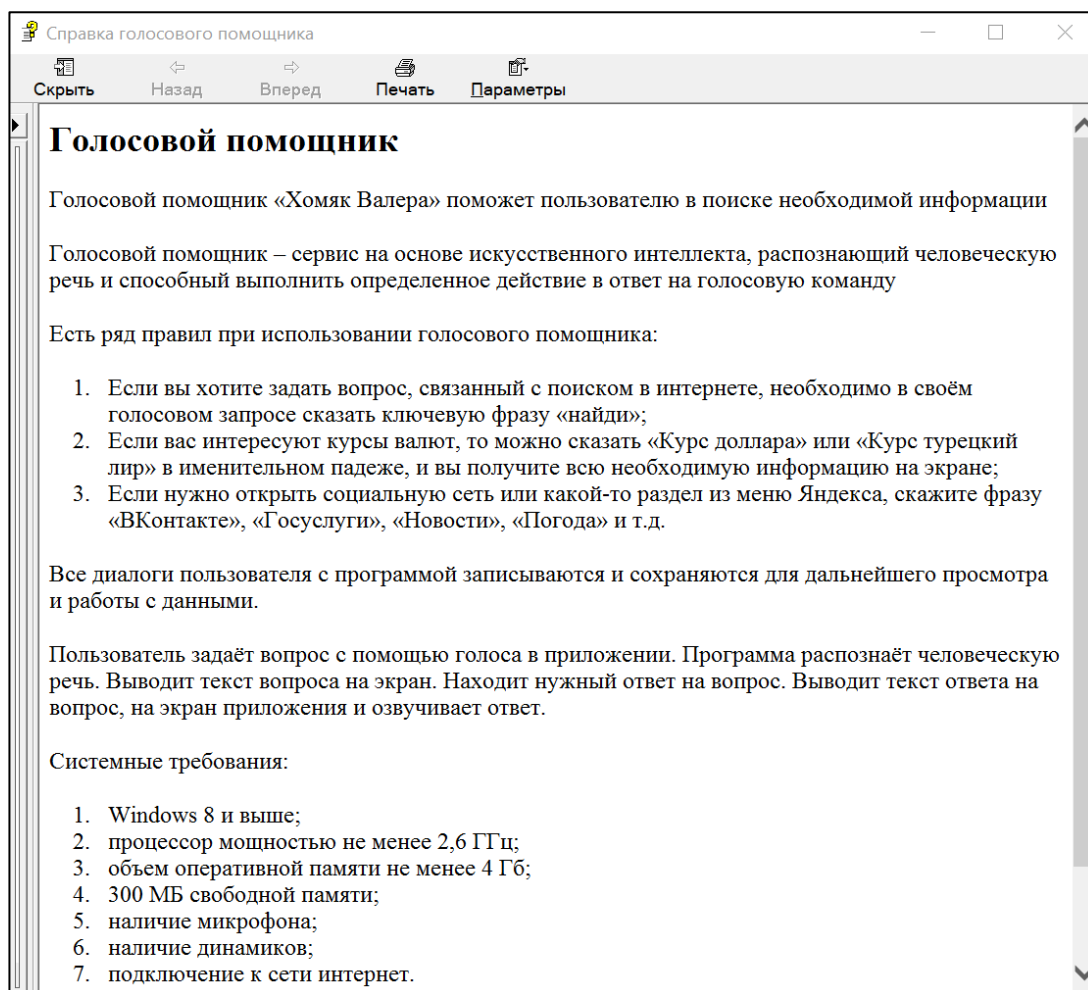 Справка голосового помощника
Скрыть Назад Вперед Печать Параметры
Голосовой помощник
Голосовой помощник «Хомяк Валера» поможет пользователю в поиске необходимой информации
Голосовой помощник – сервис на основе искусственного интеллекта, распознающий человеческую
речь и способный выполнить определенное действие в ответ на голосовую команду
Есть ряд правил при использовании голосового помощника:
1. Если вы хотите задать вопрос, связанный с поиском в интернете, необходимо в своём
голосовом запросе сказать ключевую фразу «найди»;
2. Если вас интересуют курсы валют, то можно сказать «Курс доллара» или «Курс турецкий
лир» в именительном падеже, и вы получите всю необходимую информацию на экране;
3. Если нужно открыть социальную сеть или какой-то раздел из меню Яндекса, скажите фразу
«ВКонтакте», «Госуслуги», «Новости», «Погода» и т.д.
Все диалоги пользователя с программой записываются и сохраняются для дальнейшего просмотра
и работы с данными.
Пользователь задаёт вопрос с помощью голоса в приложении. Программа распознаёт человеческую
речь. Выводит текст вопроса на экран. Находит нужный ответ на вопрос. Выводит текст ответа на
вопрос, на экран приложения и озвучивает ответ.
Системные требования:
1. Windows 8 и выше;
2. процессор мощностью не менее 2,6 ГГц;
3. объем оперативной памяти не менее 4 Гб;
4. 300 МБ свободной памяти;
5. наличие микрофона;
6. наличие динамиков;
7. подключение к сети интернет.